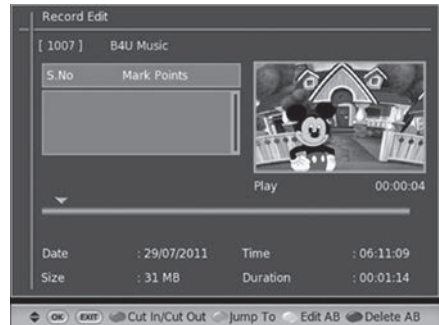 Record Edit
[ 1007 ] B4U Music
S.No Mark Points
Play 00:00:04
Date : 29/07/2011 Time : 06:11:09
Size : 31 MB Duration : 00:01:14
OK EXIT Cut In/Cut Out Jump To Edit AB Delete AB